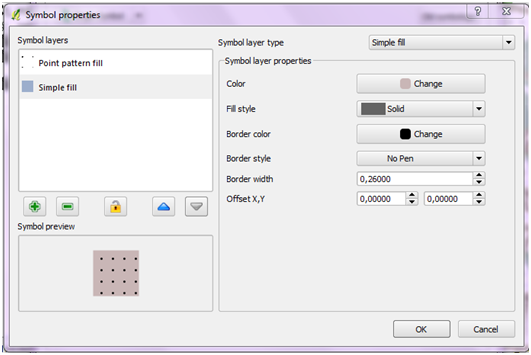 Symbol properties
Symbol layers
Point pattern fill
Simple fill
Symbol preview
Symbol layer type
Simple fill
Symbol layer properties
Color
Change
Fill style
Solid
Border color
Change
Border style
No Pen
Border width
0,26000
Offset X,Y
0,00000
0,00000
OK
Cancel